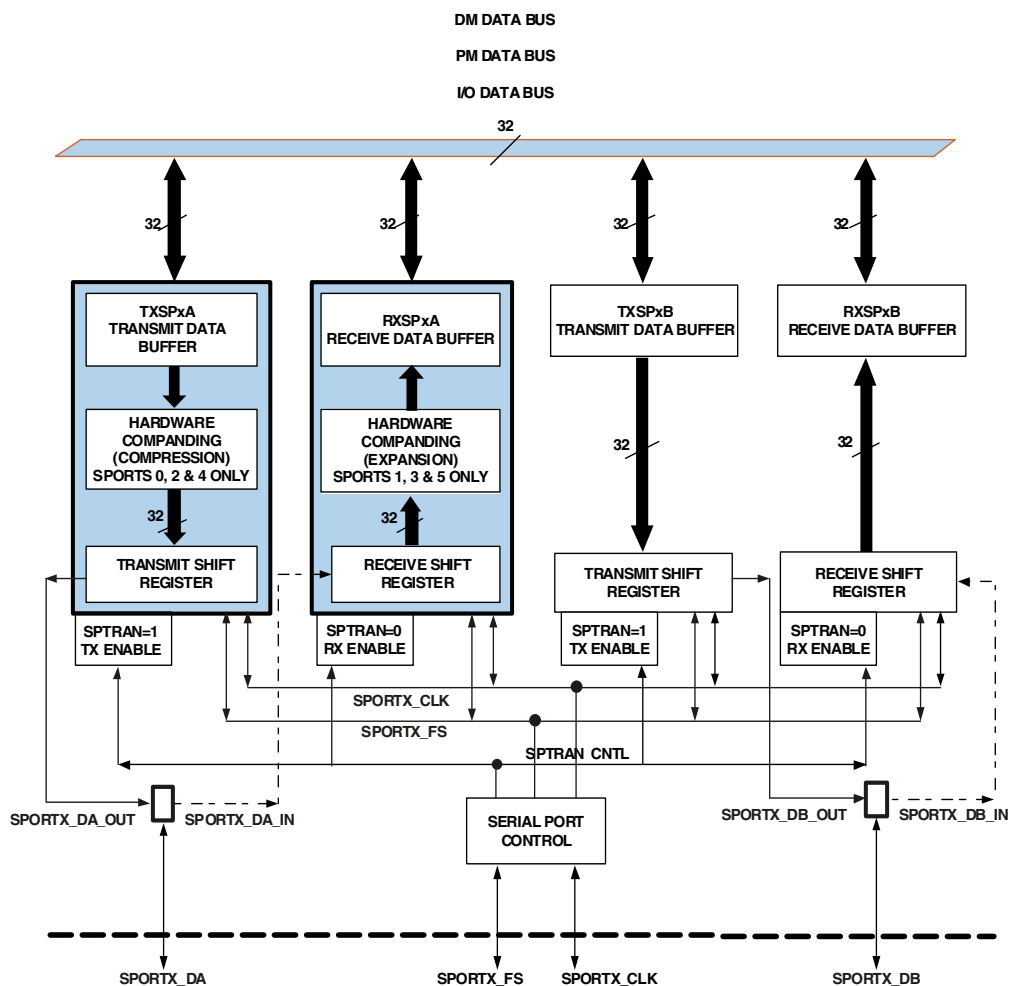 DM DATA BUS
PM DATA BUS
I/O DATA BUS
32
32
32
32
32
TXSPxA
TRANSMIT DATA
BUFFER
RXSPxA
RECEIVE DATA BUFFER
TXSPxB
TRANSMIT DATA BUFFER
RXSPxB
RECEIVE DATA BUFFER
HARDWARE
COMPANDING
(COMPRESSION)
SPORTS 0, 2 & 4 ONLY
HARDWARE
COMPANDING
(EXPANSION)
SPORTS 1, 3 & 5 ONLY
32
32
32
32
TRANSMIT SHIFT
REGISTER
RECEIVE SHIFT
REGISTER
TRANSMIT SHIFT
REGISTER
RECEIVE SHIFT
REGISTER
SPTRAN=1
TX ENABLE
SPTRAN=0
RX ENABLE
SPTRAN=1
TX ENABLE
SPTRAN=0
RX ENABLE
SPORTX_CLK
SPORTX_FS
SPTRAN CNTL
SPORTX_DA_OUT
SPORTX_DA_IN
SERIAL PORT
CONTROL
SPORTX_DB_OUT
SPORTX_DB_IN
SPORTX_DA
SPORTX_FS
SPORTX_CLK
SPORTX_DB